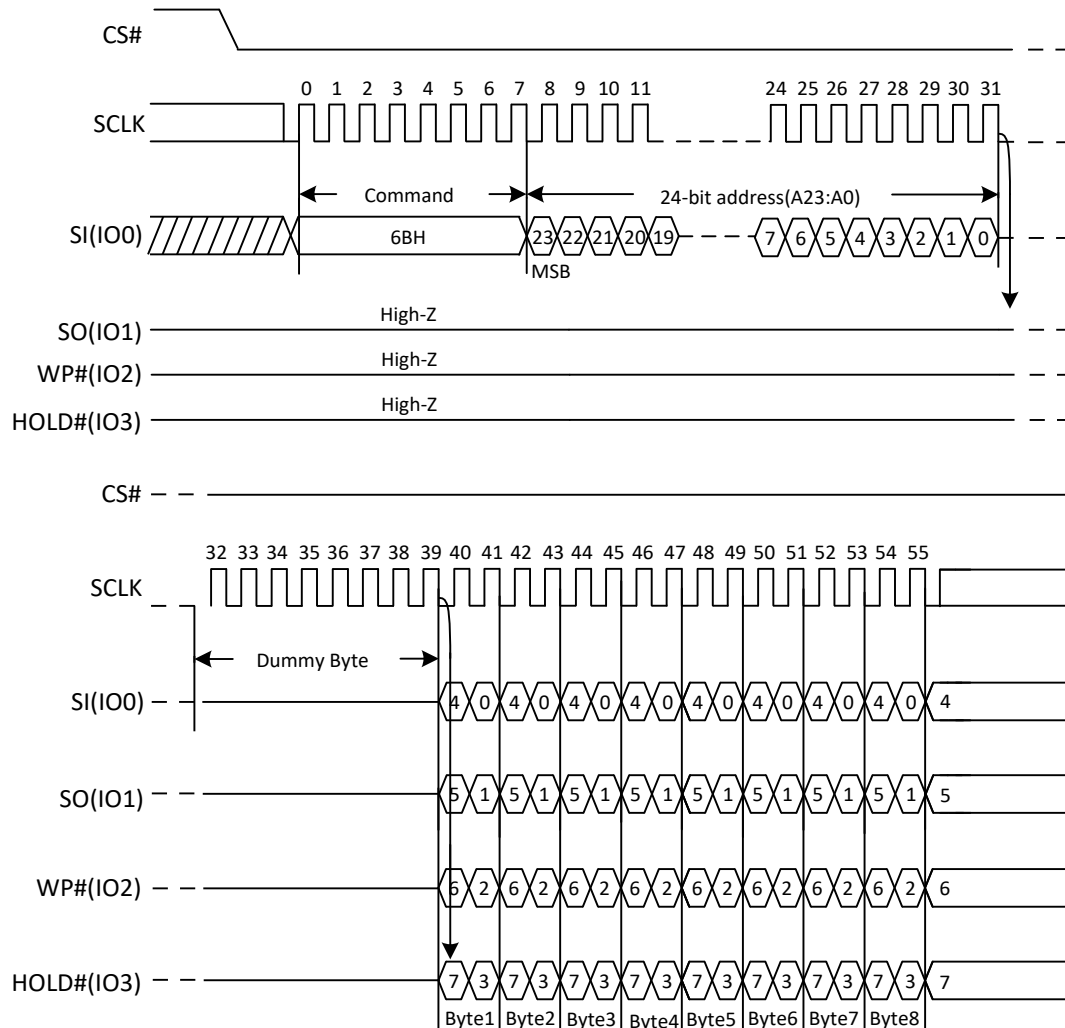 CS#
0 1 2 3 4 5 6 7 8 9 10 11 24 25 26 27 28 29 30 31
SCLK
Command 24-bit address(A23:A0)
SI(IO0) 6BH 23 22 21 20 19 7 6 5 4 3 2 1 0
MSB
High-Z
SO(IO1)
High-Z
WP#(IO2)
High-Z
HOLD#(IO3)
CS#
32 33 34 35 36 37 38 39 40 41 42 43 44 45 46 47 48 49 50 51 52 53 54 55
SCLK
Dummy Byte
SI(IO0) 4 0 4 0 4 0 4 0 4 0 4 0 4 0 4 0 4
SO(IO1) 5 1 5 1 5 1 5 1 5 1 5 1 5 1 5 1 5
WP#(IO2) 6 2 6 2 6 2 6 2 6 2 6 2 6 2 6 2 6
HOLD#(IO3) 7 3 7 3 7 3 7 3 7 3 7 3 7 3 7 3 7
Byte1 Byte2 Byte3 Byte4 Byte5 Byte6 Byte7 Byte8